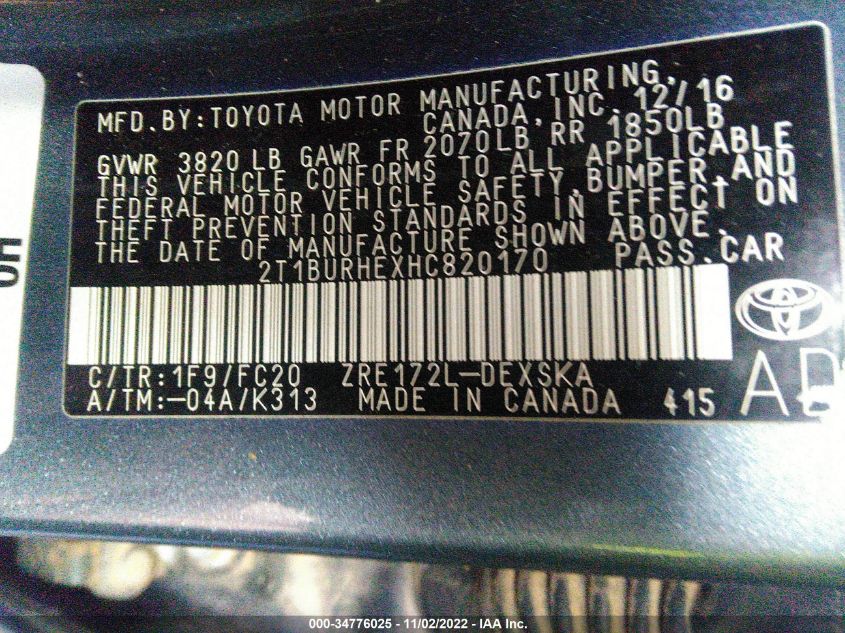 MFD.BY:TOYOTA MOTOR MANUFACTURING,
CANADA, INC. 12/16
GVWR 3820 LB GAWR FR 2070LB RR 1850LB
THIS VEHICLE CONFORMS TO ALL APPLICABLE
FEDERAL MOTOR VEHICLE SAFETY,BUMPER,AND
THEFT PREVENTION STANDARDS IN EFFECT ON
THE DATE OF MANUFACTURE SHOWN ABOVE.
2T1BURHEXHC820170 PASS.CAR
C/TR:1F9/FC20 ZRE172L-DEXSKA
A/TM:-04A/K313 MADE IN CANADA 415
000-34776025 - 11/02/2022 - IAA Inc.